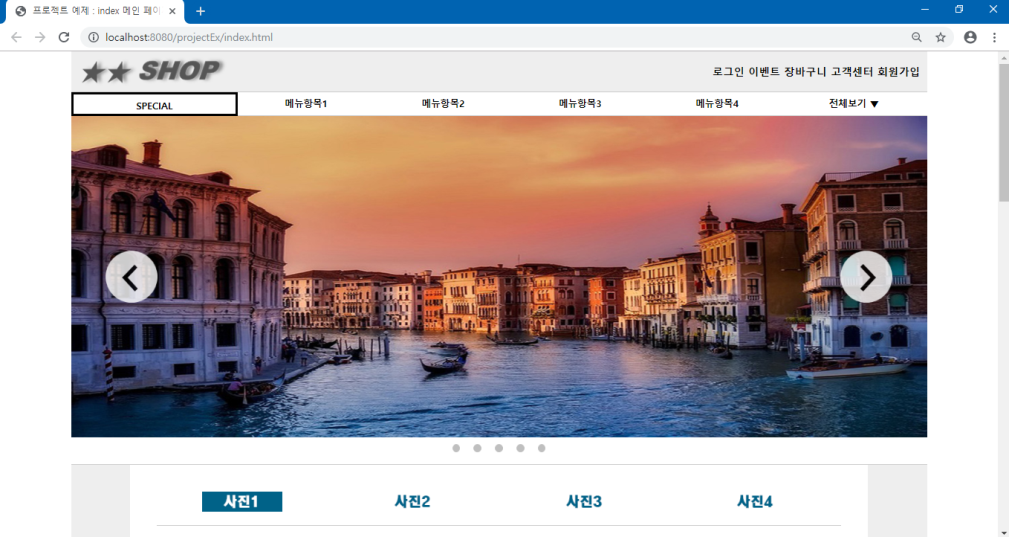 프로젝트 예제 : index 메인 페이
localhost:8080/projectEx/index.html
★★ SHOP
로그인 이벤트 장바구니 고객센터 회원가입
SPECIAL 메뉴항목1 메뉴항목2 메뉴항목3 메뉴항목4 전체보기 ▼
사진1 사진2 사진3 사진4